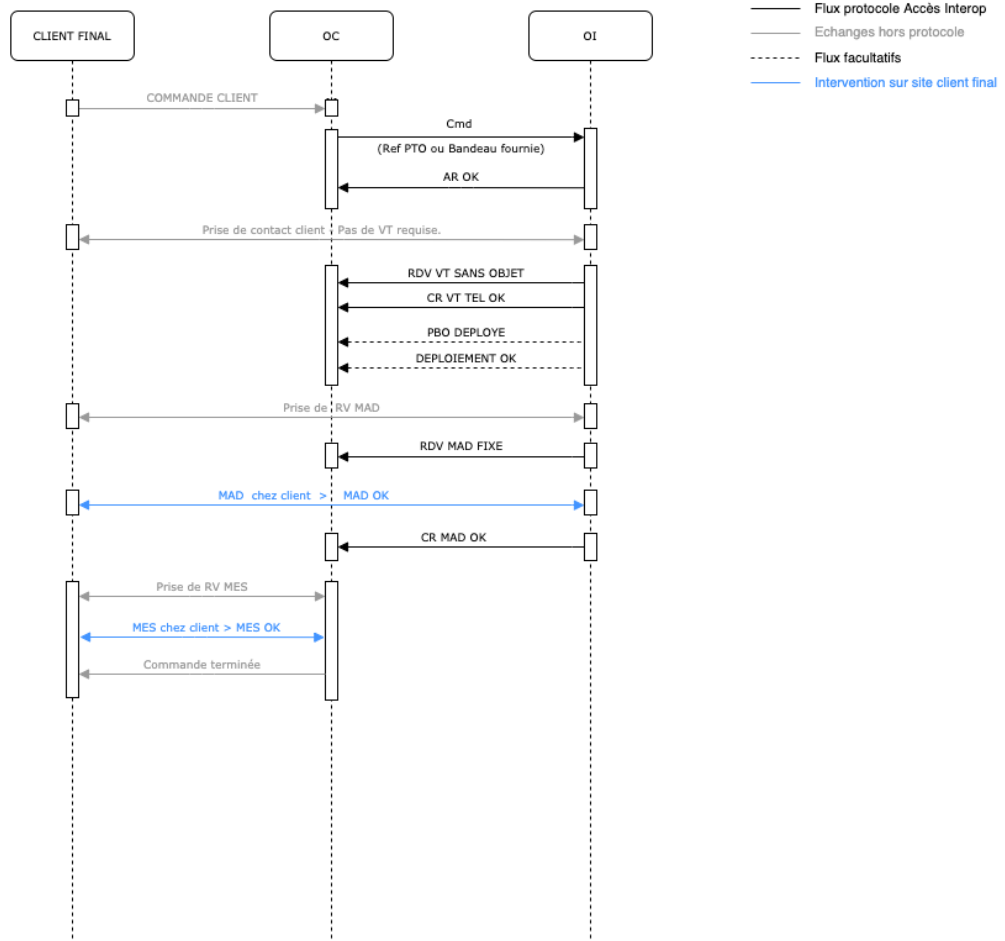 Flux protocole Accès Interop
Echanges hors protocole
Flux facultatifs
Intervention sur site client final
CLIENT FINAL
OC
OI
COMMANDE CLIENT
Cmd
(Ref PTO ou Bandeau fournie)
AR OK
Prise de contact client - Pas de VT requise.
RDV VT SANS OBJET
CR VT TEL OK
PBO DEPLOYE
DEPLOIEMENT OK
Prise de RV MAD
RDV MAD FIXE
MAD chez client > MAD OK
CR MAD OK
Prise de RV MES
MES chez client > MES OK
Commande terminée